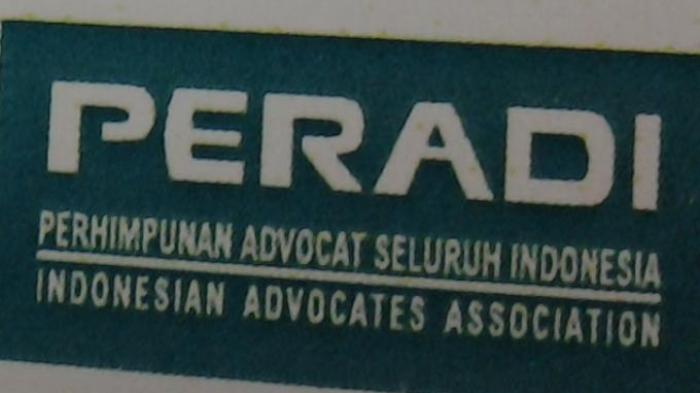 PERADI
PERHIMPUNAN ADVOCAT SELURUH INDONESIA
INDONESIAN ADVOCATES ASSOCIATION